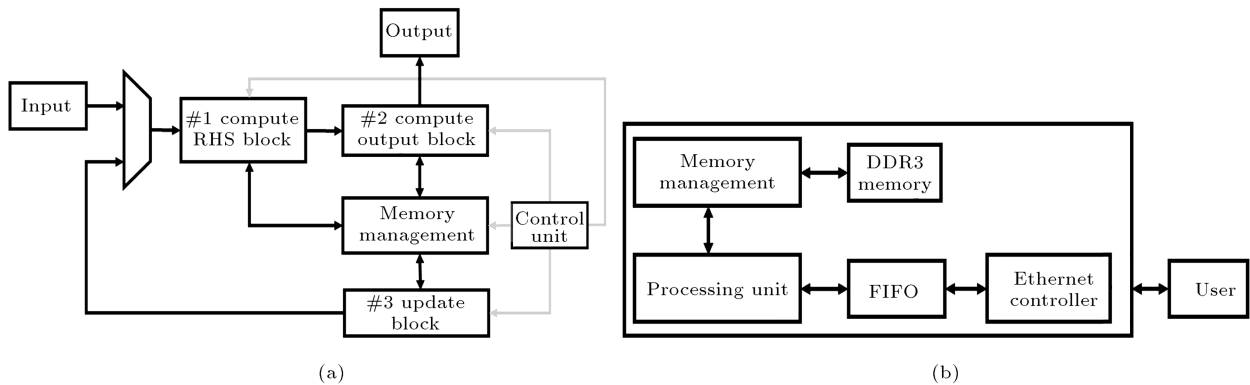 Output
Input
#1 compute
RHS block
#2 compute
output block
Memory
management
Control
unit
#3 update
block
(a)
Memory
management
DDR3
memory
Processing unit
FIFO
Ethernet
controller
User
(b)